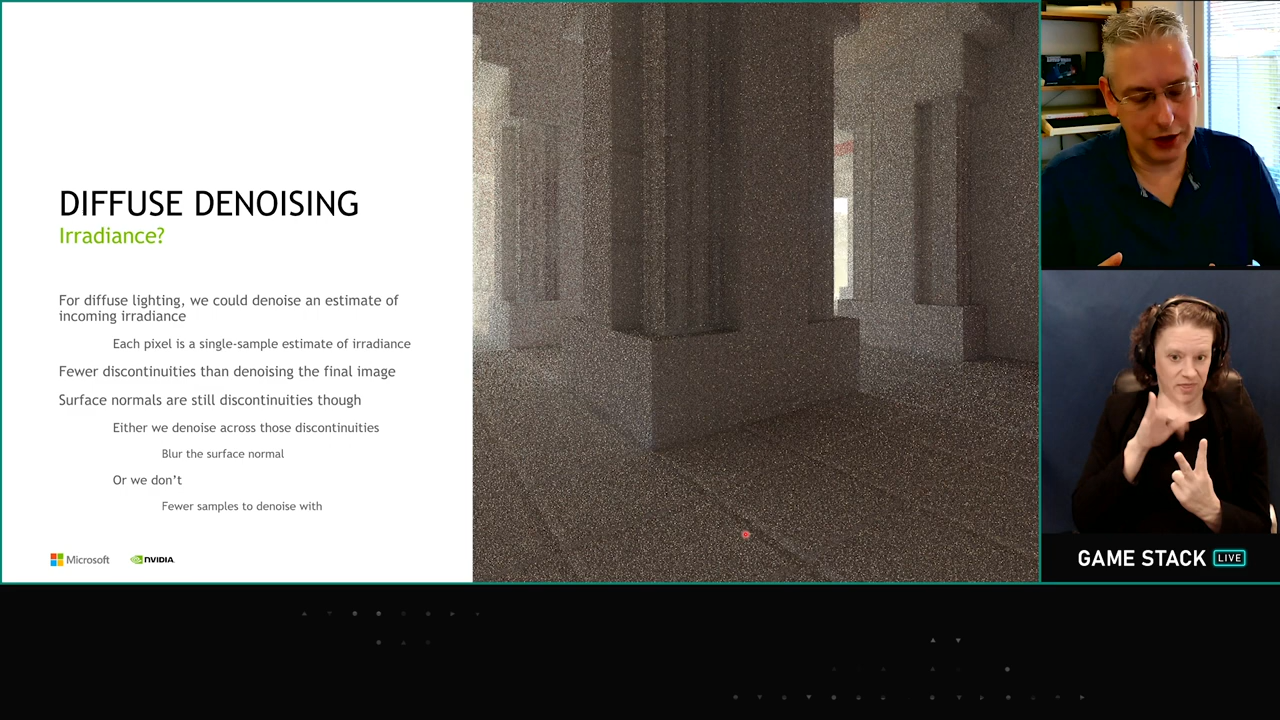 DIFFUSE DENOISING
Irradiance?
For diffuse lighting, we could denoise an estimate of
incoming irradiance
Each pixel is a single-sample estimate of irradiance
Fewer discontinuities than denoising the final image
Surface normals are still discontinuities though
Either we denoise across those discontinuities
Blur the surface normal
Or we don't
Fewer samples to denoise with
Microsoft
NVIDIA
GAME STACK LIVE